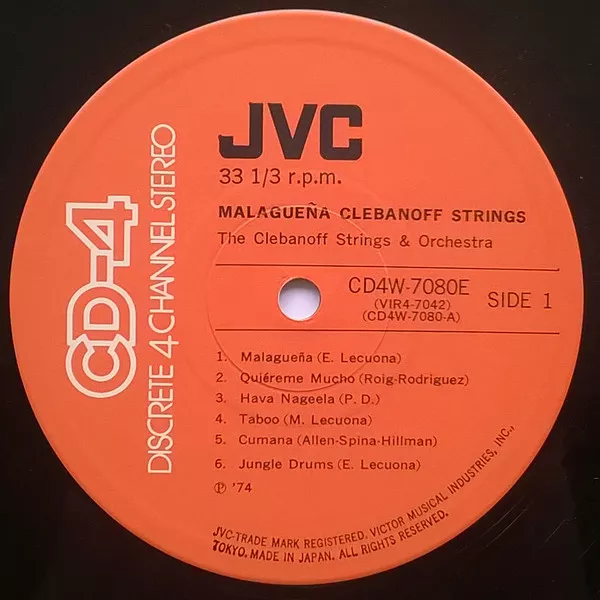 CD-4
DISCRETE 4 CHANNEL STEREO
JVC
33 1/3 r.p.m.
MALAGUEÑA CLEBANOFF STRINGS
The Clebanoff Strings & Orchestra
CD4W-7080E
(VIR4-7042)
(CD4W-7080-A)
SIDE 1
1. Malagueña (E. Lecuona)
2. Quiéreme Mucho (Roig-Rodriguez)
3. Hava Nageela (P. D.)
4. Taboo (M. Lecuona)
5. Cumana (Allen-Spina-Hillman)
6. Jungle Drums (E. Lecuona)
℗ '74
JVC-TRADE MARK REGISTERED. VICTOR MUSICAL INDUSTRIES, INC.,
TOKYO. MADE IN JAPAN. ALL RIGHTS RESERVED.